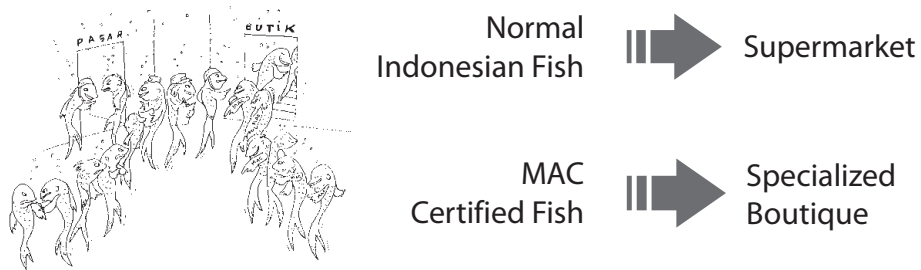 PASAR
BUTIK
Normal
Indonesian Fish
Supermarket
MAC
Certified Fish
Specialized
Boutique